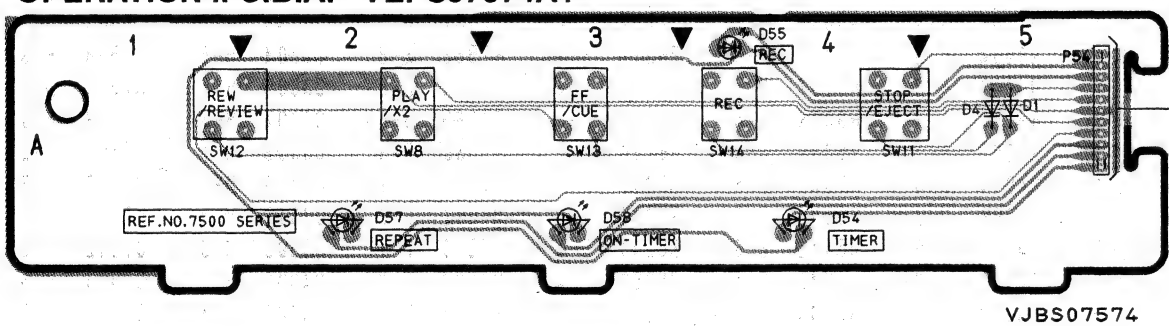 1 2 3 4 5
A
D55
REC
P54
REW
/REVIEW
SW12
PLAY
/X2
SW8
FF
/CUE
SW13
REC
SW14
STOP
/EJECT
SW11
D4
D1
REF.NO.7500 SERIES
D57
REPEAT
D58
ON-TIMER
D54
TIMER
VJBS07574